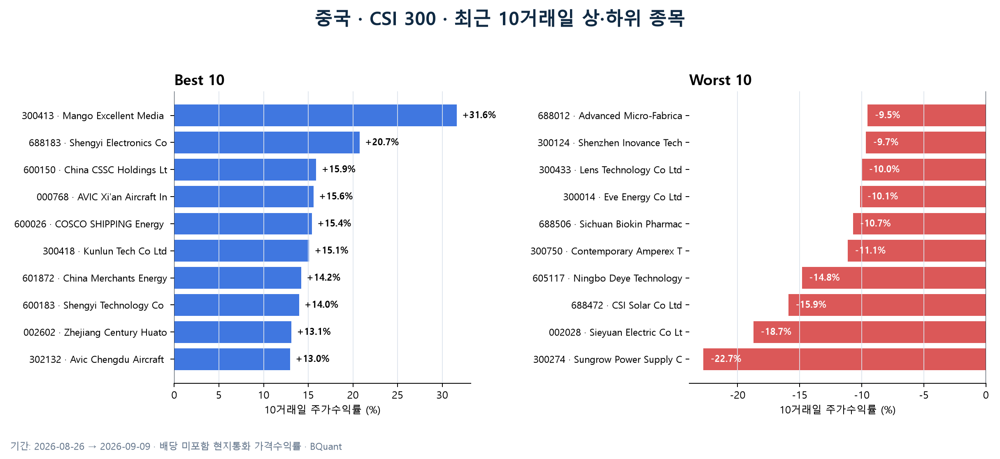 중국 · CSI 300 · 최근 10거래일 상·하위 종목
Best 10
300413 · Mango Excellent Media
+31.6%
688183 · Shengyi Electronics Co
+20.7%
600150 · China CSSC Holdings Lt
+15.9%
000768 · AVIC Xi'an Aircraft In
+15.6%
600026 · COSCO SHIPPING Energy
+15.4%
300418 · Kunlun Tech Co Ltd
+15.1%
601872 · China Merchants Energy
+14.2%
600183 · Shengyi Technology Co
+14.0%
002602 · Zhejiang Century Huato
+13.1%
302132 · Avic Chengdu Aircraft
+13.0%
0 5 10 15 20 25 30
10거래일 주가수익률 (%)
Worst 10
688012 · Advanced Micro-Fabrica
-9.5%
300124 · Shenzhen Inovance Tech
-9.7%
300433 · Lens Technology Co Ltd
-10.0%
300014 · Eve Energy Co Ltd
-10.1%
688506 · Sichuan Biokin Pharmac
-10.7%
300750 · Contemporary Amperex T
-11.1%
605117 · Ningbo Deye Technology
-14.8%
688472 · CSI Solar Co Ltd
-15.9%
002028 · Sieyuan Electric Co Lt
-18.7%
300274 · Sungrow Power Supply C
-22.7%
-20 -15 -10 -5 0
10거래일 주가수익률 (%)
기간: 2026-08-26 → 2026-09-09 · 배당 미포함 현지통화 가격수익률 · BQuant